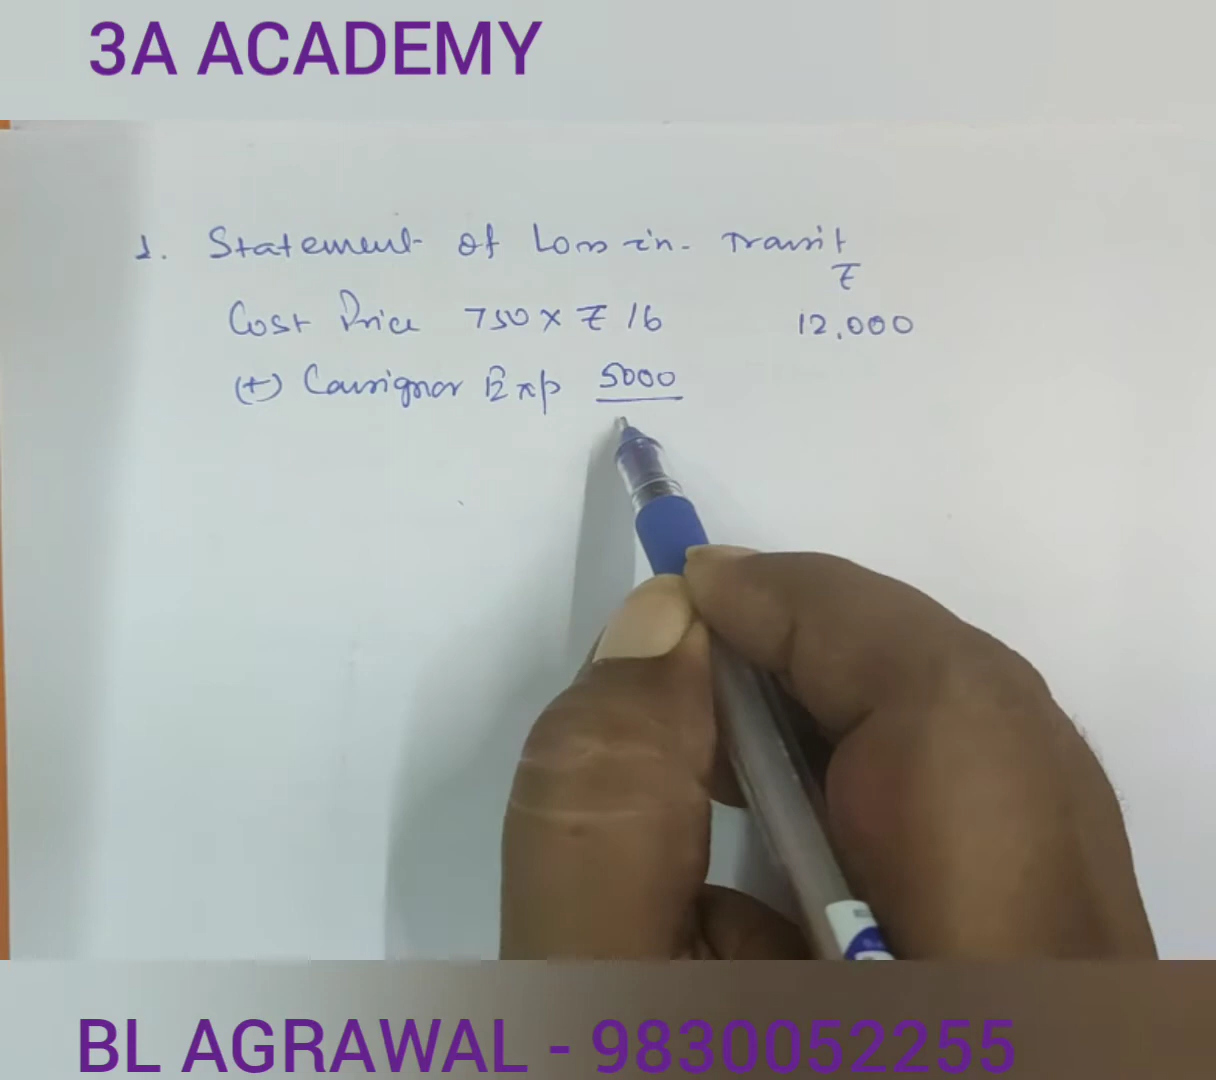 3A ACADEMY
1. Statement of Loss in-Transit
₹
Cost Price 750 x ₹ 16 12,000
(+) Consignor Exp 5000
BL AGRAWAL - 9830052255